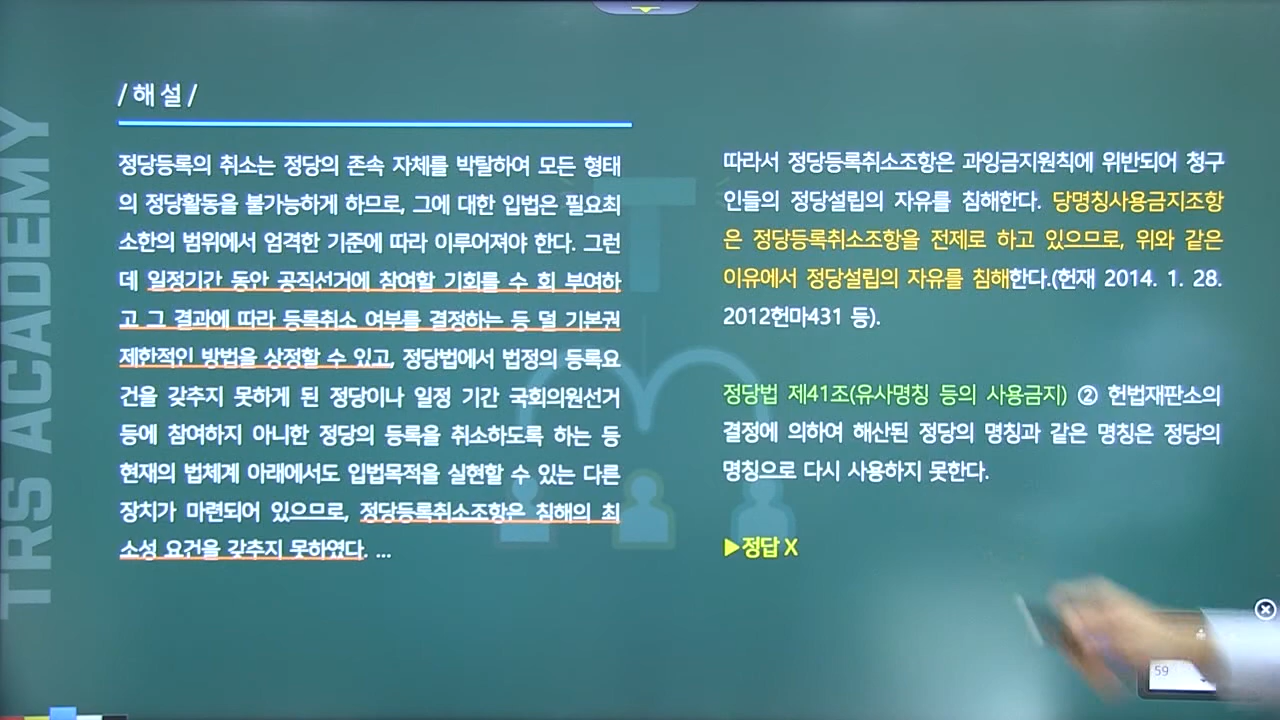 / 해 설 /
정당등록의 취소는 정당의 존속 자체를 박탈하여 모든 형태
의 정당활동을 불가능하게 하므로, 그에 대한 입법은 필요최
소한의 범위에서 엄격한 기준에 따라 이루어져야 한다. 그런
데 일정기간 동안 공직선거에 참여할 기회를 수 회 부여하
고 그 결과에 따라 등록취소 여부를 결정하는 등 덜 기본권
제한적인 방법을 상정할 수 있고, 정당법에서 법정의 등록요
건을 갖추지 못하게 된 정당이나 일정 기간 국회의원선거
등에 참여하지 아니한 정당의 등록을 취소하도록 하는 등
현재의 법체계 아래에서도 입법목적을 실현할 수 있는 다른
장치가 마련되어 있으므로, 정당등록취소조항은 침해의 최
소성 요건을 갖추지 못하였다. ...
따라서 정당등록취소조항은 과잉금지원칙에 위반되어 청구
인들의 정당설립의 자유를 침해한다. 당명칭사용금지조항
은 정당등록취소조항을 전제로 하고 있으므로, 위와 같은
이유에서 정당설립의 자유를 침해한다.(헌재 2014. 1. 28.
2012헌마431 등).
정당법 제41조(유사명칭 등의 사용금지) ② 헌법재판소의
결정에 의하여 해산된 정당의 명칭과 같은 명칭은 정당의
명칭으로 다시 사용하지 못한다.
▶정답 X
TRS ACADEMY
59